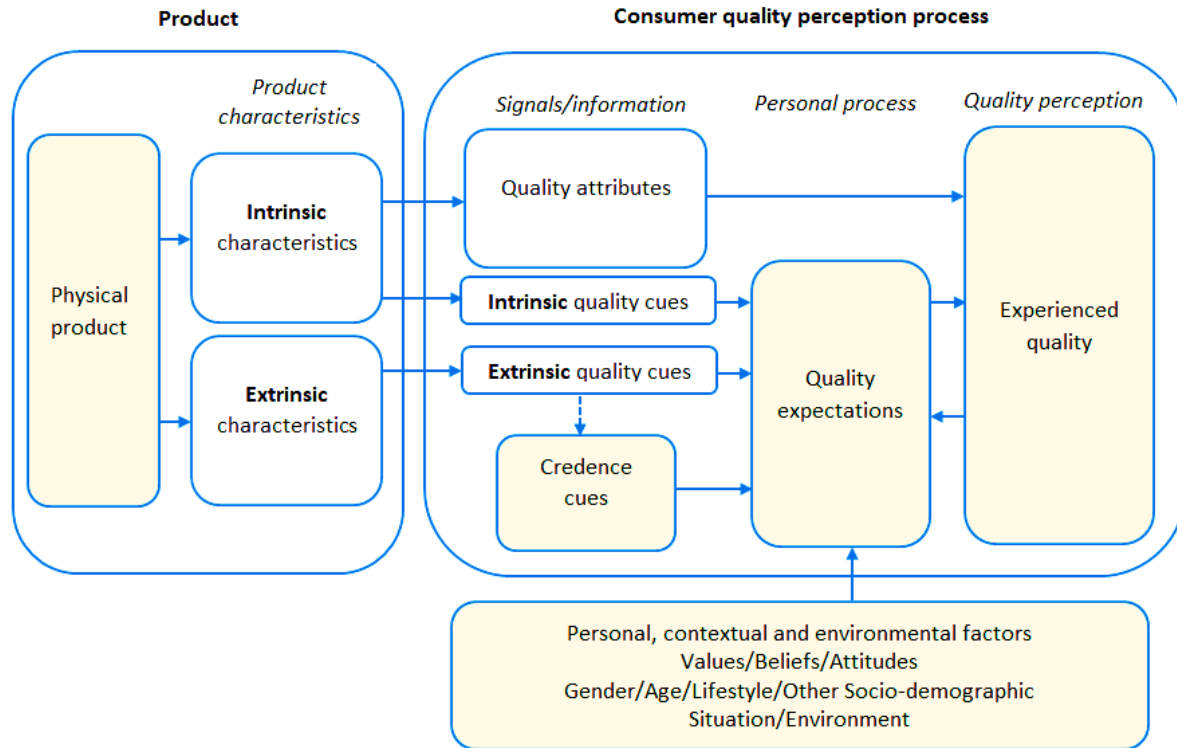 Product
Consumer quality perception process
Product
characteristics
Signals/information
Personal process
Quality perception
Physical
product
Intrinsic
characteristics
Extrinsic
characteristics
Quality attributes
Intrinsic quality cues
Extrinsic quality cues
Credence
cues
Quality
expectations
Experienced
quality
Personal, contextual and environmental factors
Values/Beliefs/Attitudes
Gender/Age/Lifestyle/Other Socio-demographic
Situation/Environment